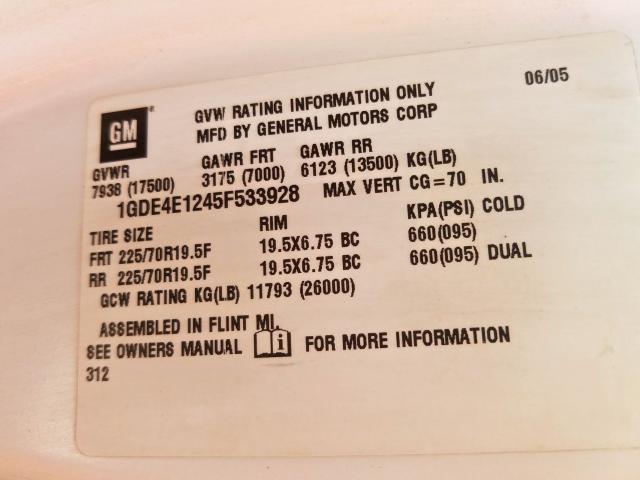 06/05
GM
GVW RATING INFORMATION ONLY
MFD BY GENERAL MOTORS CORP
GVWR GAWR FRT GAWR RR
7938 (17500) 3175 (7000) 6123 (13500) KG(LB)
1GDE4E1245F533928 MAX VERT CG=70 IN.
TIRE SIZE RIM KPA(PSI) COLD
FRT 225/70R19.5F 19.5X6.75 BC 660(095)
RR 225/70R19.5F 19.5X6.75 BC 660(095) DUAL
GCW RATING KG(LB) 11793 (26000)
ASSEMBLED IN FLINT MI.
SEE OWNERS MANUAL i FOR MORE INFORMATION
312